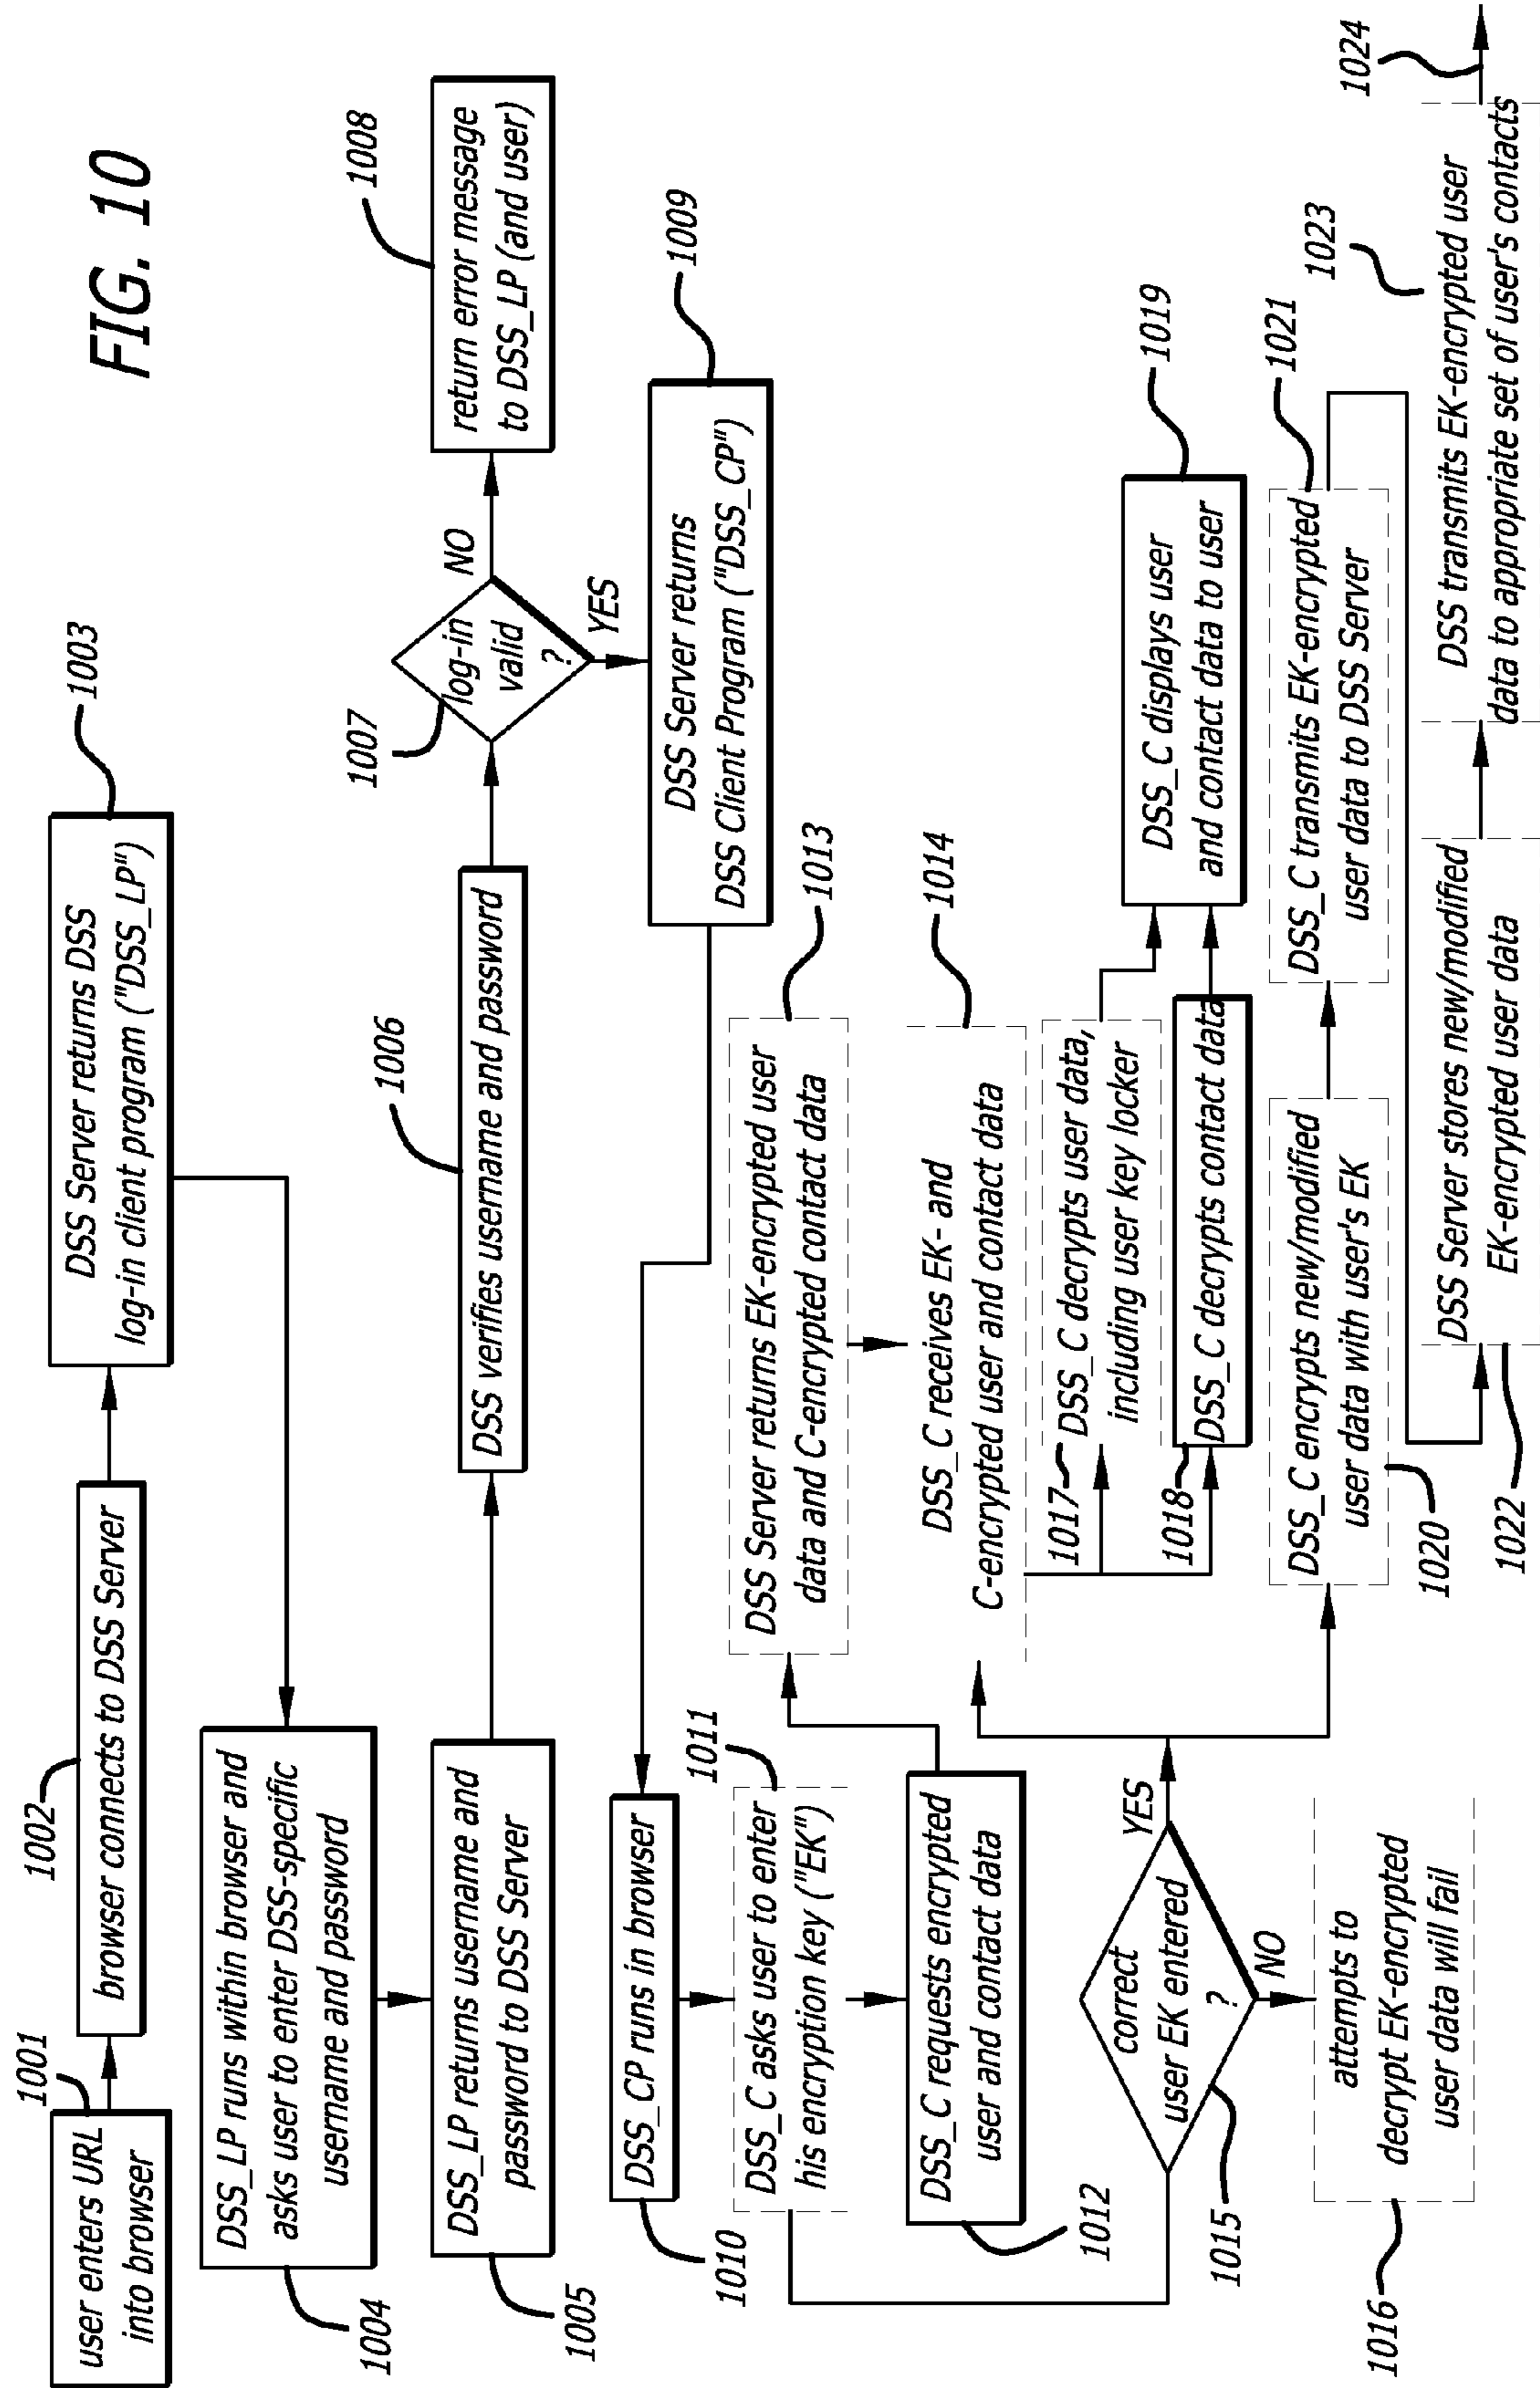 FIG. 10
1001
user enters URL
into browser
1002
browser connects to DSS Server
1003
DSS Server returns DSS
log-in client program ("DSS_LP")
1004
DSS_LP runs within browser and
asks user to enter DSS-specific
username and password
1005
DSS_LP returns username and
password to DSS Server
1006
DSS verifies username and password
1007
log-in
valid
?
NO
YES
1008
return error message
to DSS_LP (and user)
1009
DSS Server returns
DSS Client Program ("DSS_CP")
1010
DSS_CP runs in browser
1011
DSS_C asks user to enter
his encryption key ("EK")
1012
DSS_C requests encrypted
user and contact data
1013
DSS Server returns EK-encrypted user
data and C-encrypted contact data
1014
DSS_C receives EK- and
C-encrypted user and contact data
1015
correct
user EK entered
?
YES
NO
1016
attempts to
decrypt EK-encrypted
user data will fail
1017
DSS_C decrypts user data,
including user key locker
1018
DSS_C decrypts contact data
1019
DSS_C displays user
and contact data to user
1020
DSS_C encrypts new/modified
user data with user's EK
1021
DSS_C transmits EK-encrypted
user data to DSS Server
1022
DSS Server stores new/modified
EK-encrypted user data
1023
DSS transmits EK-encrypted user
data to appropriate set of user's contacts
1024